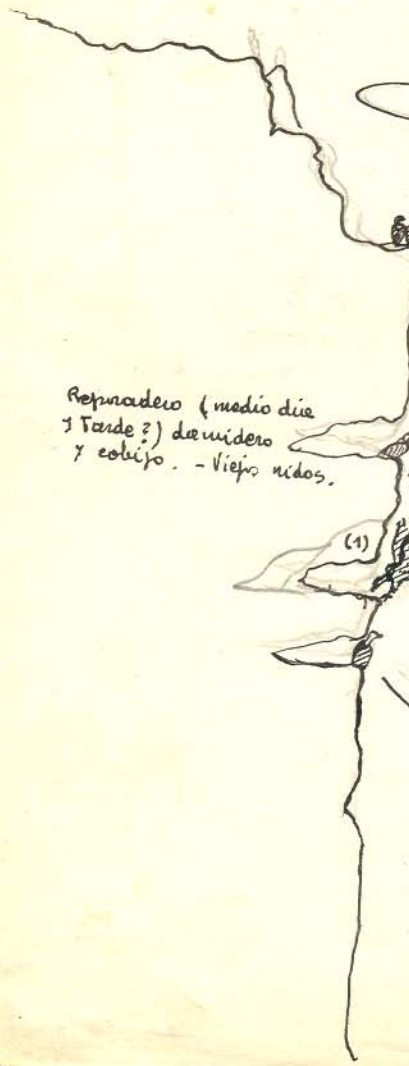 Reposadero (medio día
y Tarde?) dormidero
y cobijo. - Viejos nidos.
(1)